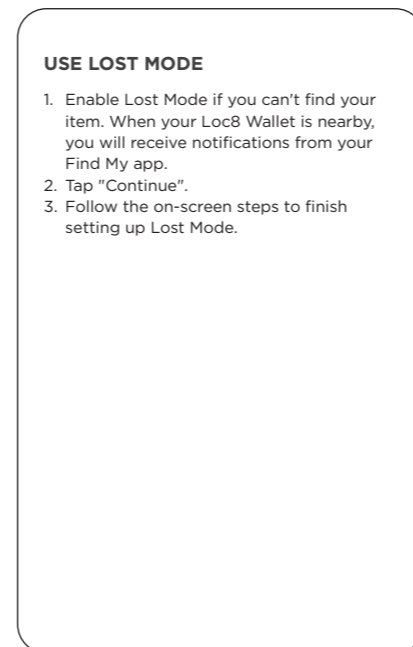 USE LOST MODE
1. Enable Lost Mode if you can't find your
item. When your Loc8 Wallet is nearby,
you will receive notifications from your
Find My app.
2. Tap "Continue".
3. Follow the on-screen steps to finish
setting up Lost Mode.